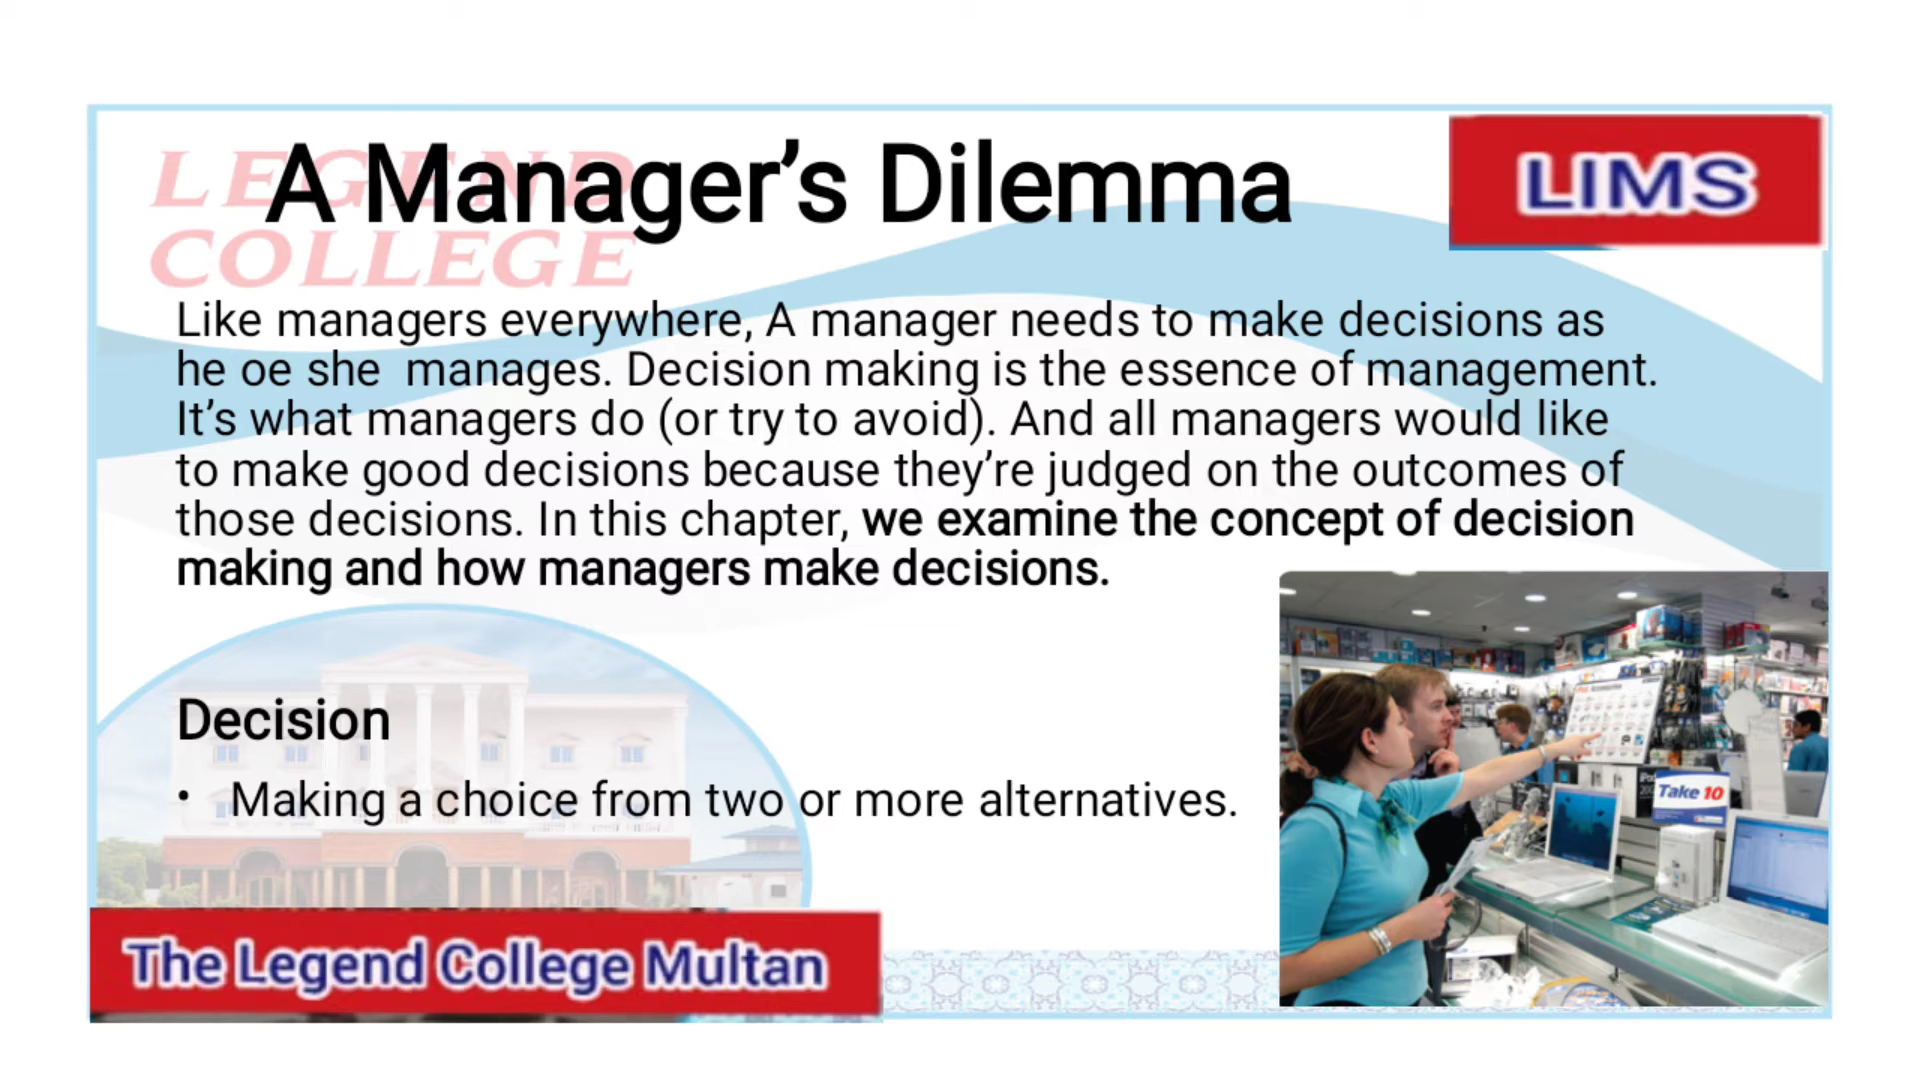 LEGEND
COLLEGE
A Manager’s Dilemma
LIMS
Like managers everywhere, A manager needs to make decisions as
he oe she manages. Decision making is the essence of management.
It’s what managers do (or try to avoid). And all managers would like
to make good decisions because they’re judged on the outcomes of
those decisions. In this chapter, we examine the concept of decision
making and how managers make decisions.
Decision
• Making a choice from two or more alternatives.
Take 10
The Legend College Multan